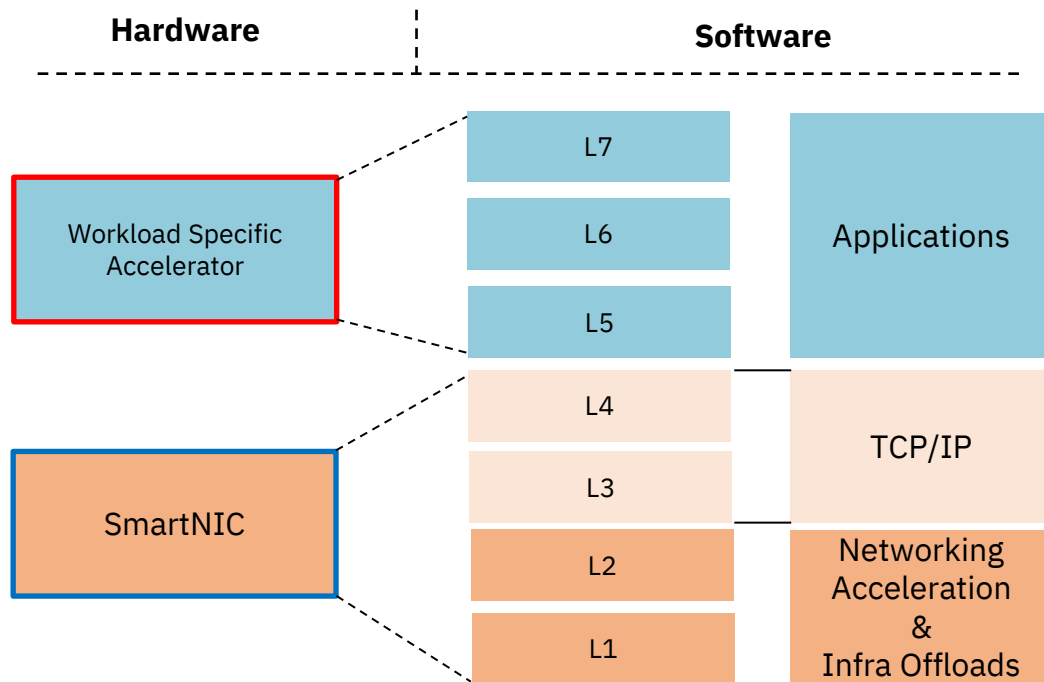 Hardware
Software
L7
Workload Specific
Accelerator
L6
Applications
L5
L4
TCP/IP
L3
SmartNIC
L2
Networking
Acceleration
&
Infra Offloads
L1